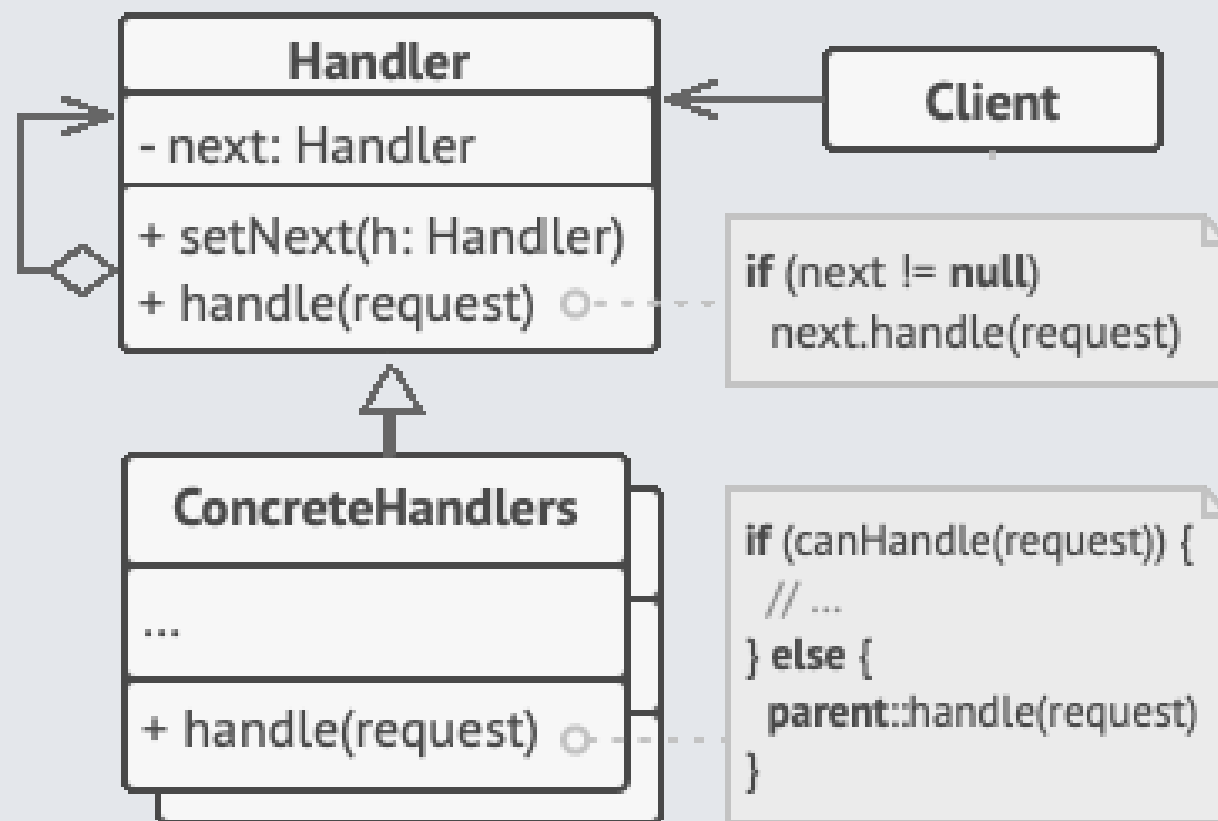 Handler
- next: Handler
+ setNext(h: Handler)
+ handle(request)
Client
if (next != null)
next.handle(request)
ConcreteHandlers
...
+ handle(request)
if (canHandle(request)) {
// ...
} else {
parent::handle(request)
}